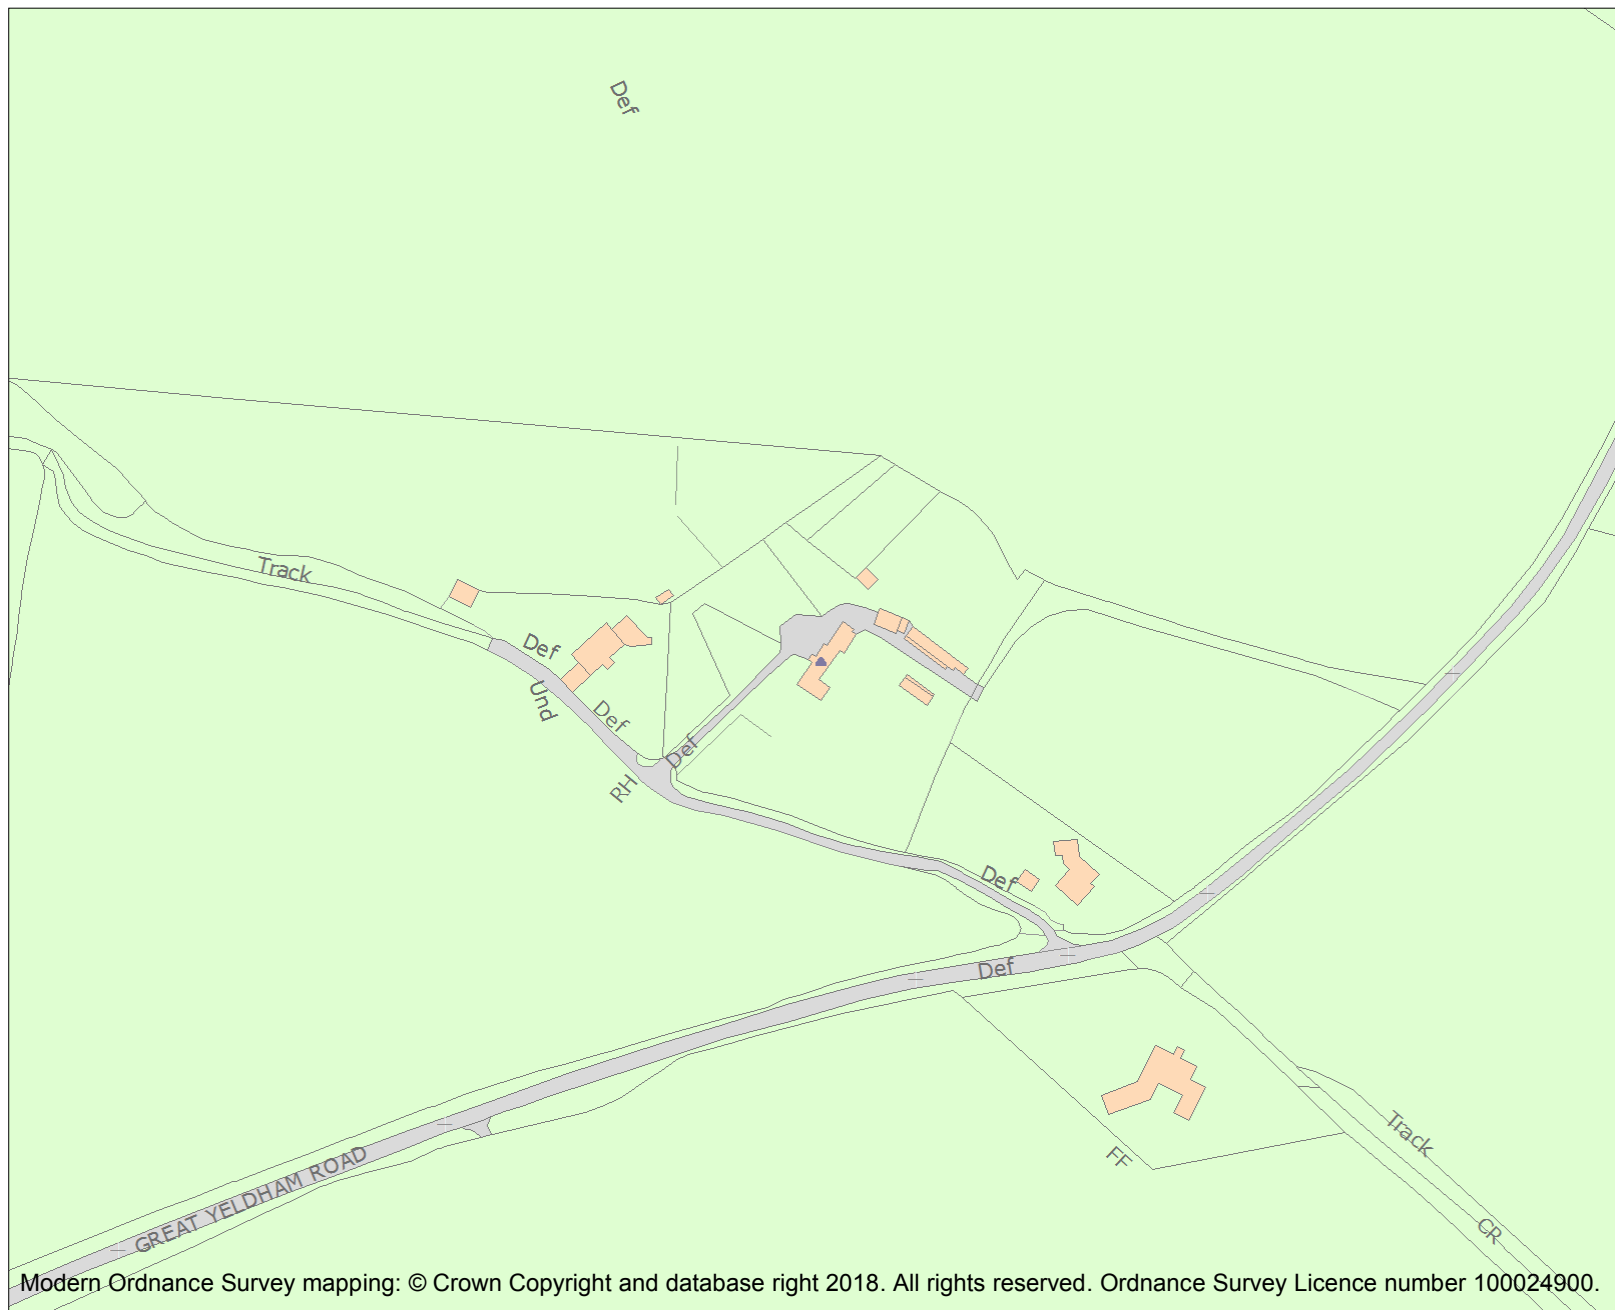 Def
Track
Def
Und
Def
Def
RH
Def
Def
FF
Track
GREAT YELDHAM ROAD
CR
Modern Ordnance Survey mapping: © Crown Copyright and database right 2018. All rights reserved. Ordnance Survey Licence number 100024900.